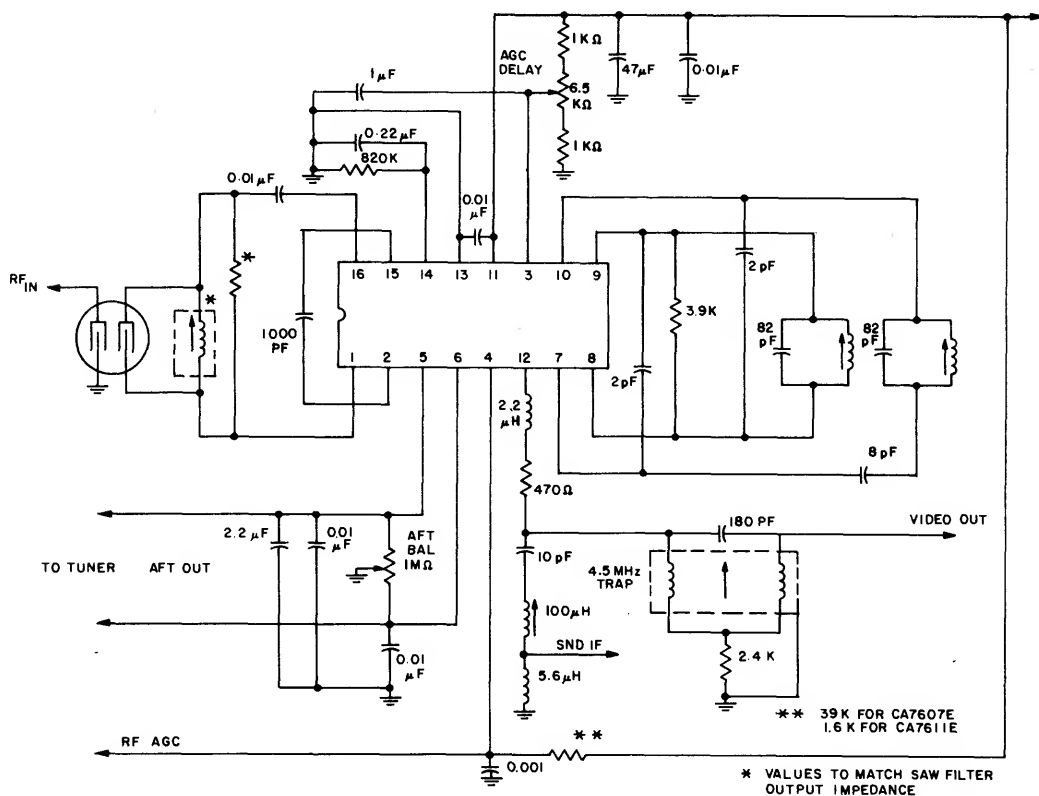 1KΩ
AGC
DELAY
6.5
KΩ
1KΩ
47μF
0.01μF
1μF
0.22μF
820K
0.01μF
0.01
μF
RF IN
*
*
1000
PF
16 15 14 13 11 3 10 9
1 2 5 6 4 12 7 8
2pF
3.9K
2pF
82
pF
82
pF
8pF
2.2
μH
470Ω
180 PF
VIDEO OUT
10pF
4.5MHz
TRAP
100μH
SND IF
5.6μH
2.4 K
2.2μF
0.01
μF
AFT
BAL
1MΩ
TO TUNER AFT OUT
0.01
μF
** 39K FOR CA7607E
1.6K FOR CA7611E
RF AGC
**
0.001
* VALUES TO MATCH SAW FILTER
OUTPUT IMPEDANCE